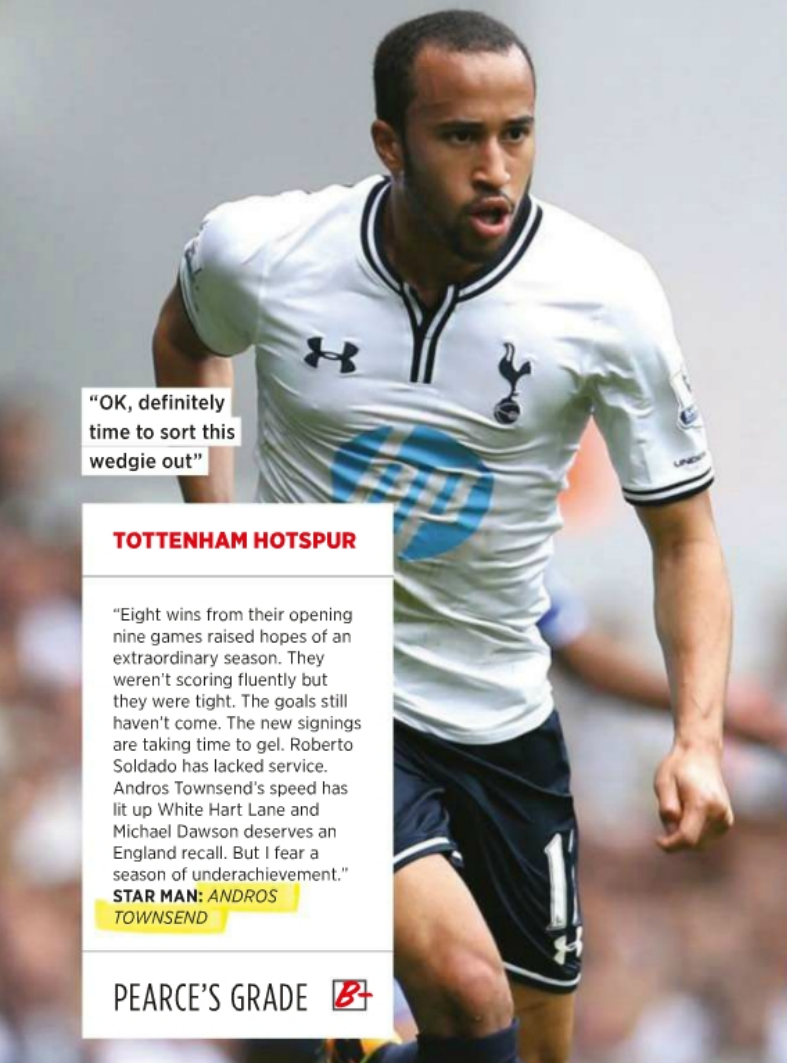 “OK, definitely
time to sort this
wedgie out”
hp
TOTTENHAM HOTSPUR
“Eight wins from their opening
nine games raised hopes of an
extraordinary season. They
weren’t scoring fluently but
they were tight. The goals still
haven’t come. The new signings
are taking time to gel. Roberto
Soldado has lacked service.
Andros Townsend’s speed has
lit up White Hart Lane and
Michael Dawson deserves an
England recall. But I fear a
season of underachievement.”
STAR MAN: ANDROS
TOWNSEND
PEARCE’S GRADE B+